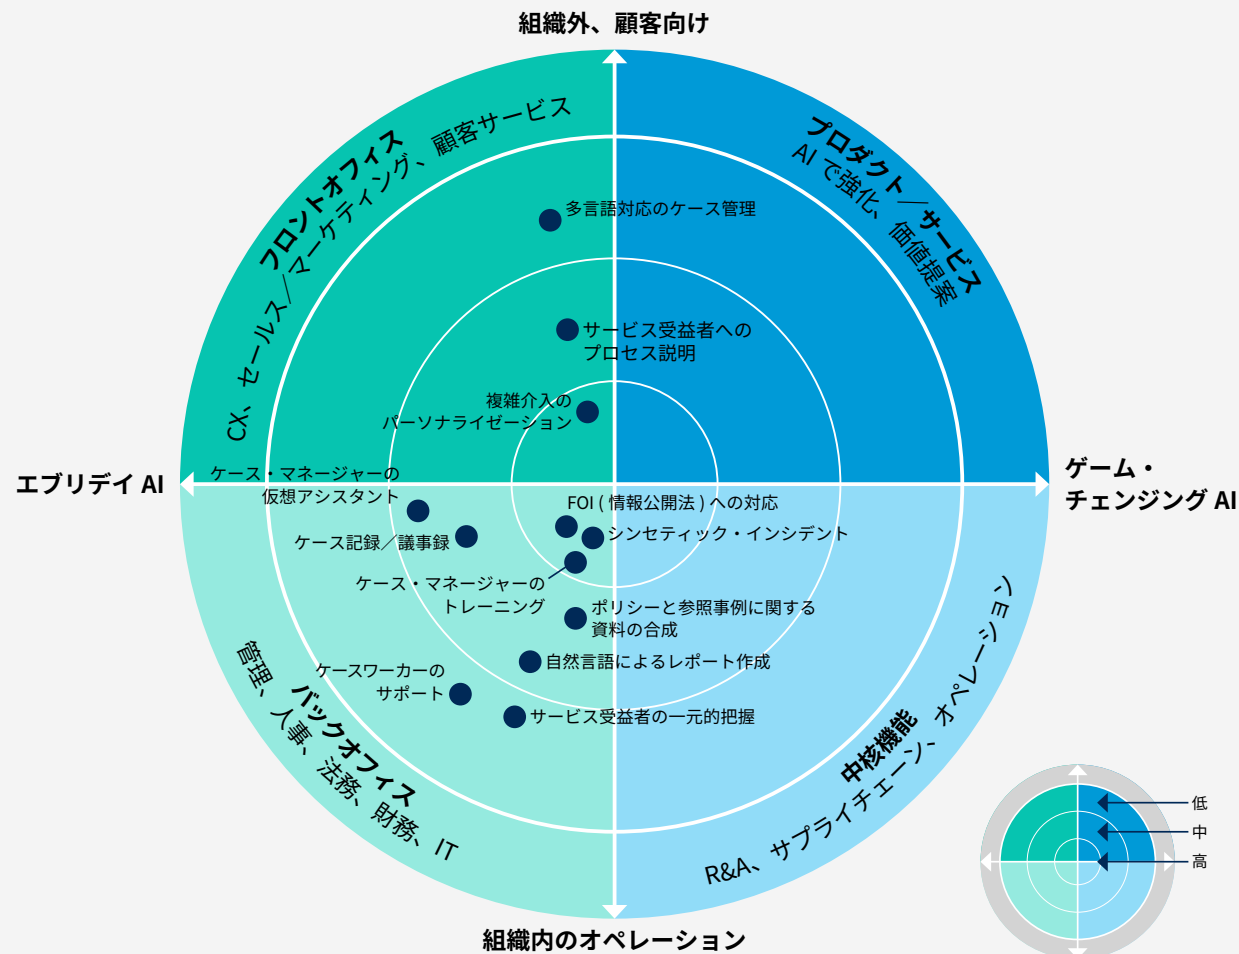 組織外、顧客向け
フロントオフィス
CX、セールス／マーケティング、顧客サービス
プロダクト／サービス
AI で強化、価値提案
多言語対応のケース管理
サービス受益者への
プロセス説明
複雑介入の
パーソナライゼーション
エブリデイ AI
ゲーム・
チェンジング AI
ケース・マネージャーの
仮想アシスタント
FOI ( 情報公開法 ) への対応
シンセティック・インシデント
ケース記録／議事録
ケース・マネージャーの
トレーニング
ポリシーと参照事例に関する
資料の合成
自然言語によるレポート作成
ケースワーカーの
サポート
サービス受益者の一元的把握
バックオフィス
管理、人事、法務、財務、IT
中核機能
R&A、サプライチェーン、オペレーション
組織内のオペレーション
低
中
高